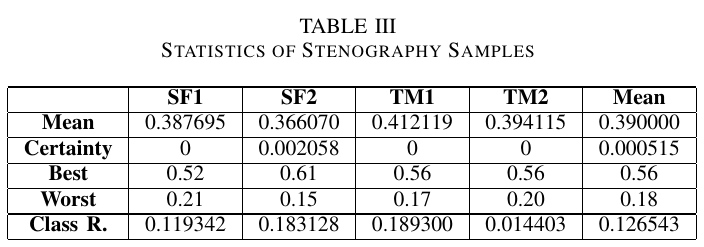 TABLE III
STATISTICS OF STENOGRAPHY SAMPLES
SF1 SF2 TM1 TM2 Mean
Mean 0.387695 0.366070 0.412119 0.394115 0.390000
Certainty 0 0.002058 0 0 0.000515
Best 0.52 0.61 0.56 0.56 0.56
Worst 0.21 0.15 0.17 0.20 0.18
Class R. 0.119342 0.183128 0.189300 0.014403 0.126543